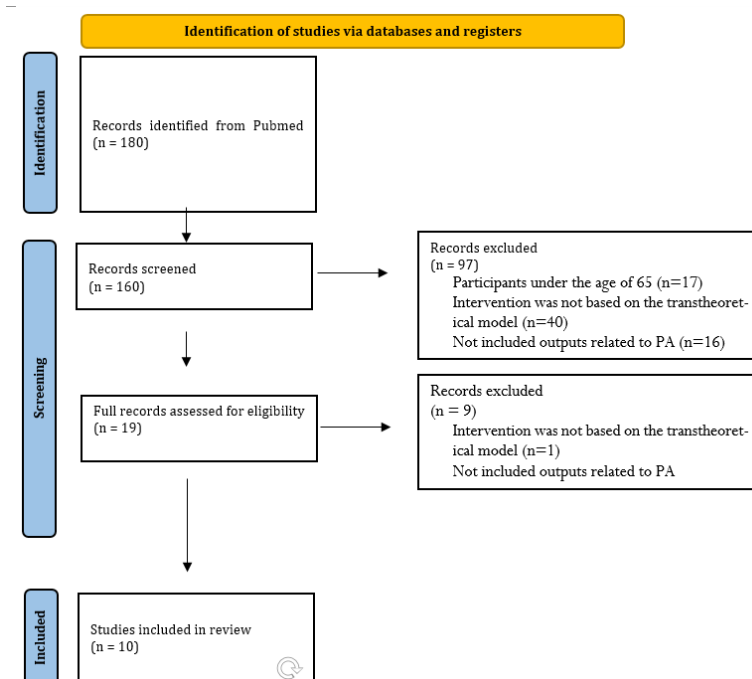 Identification of studies via databases and registers
Identification
Records identified from Pubmed
(n = 180)
Screening
Records screened
(n = 160)
Records excluded
(n = 97)
Participants under the age of 65 (n=17)
Intervention was not based on the transtheoret-
ical model (n=40)
Not included outputs related to PA (n=16)
Full records assessed for eligibility
(n = 19)
Records excluded
(n = 9)
Intervention was not based on the transtheoret-
ical model (n=1)
Not included outputs related to PA
Included
Studies included in review
(n = 10)